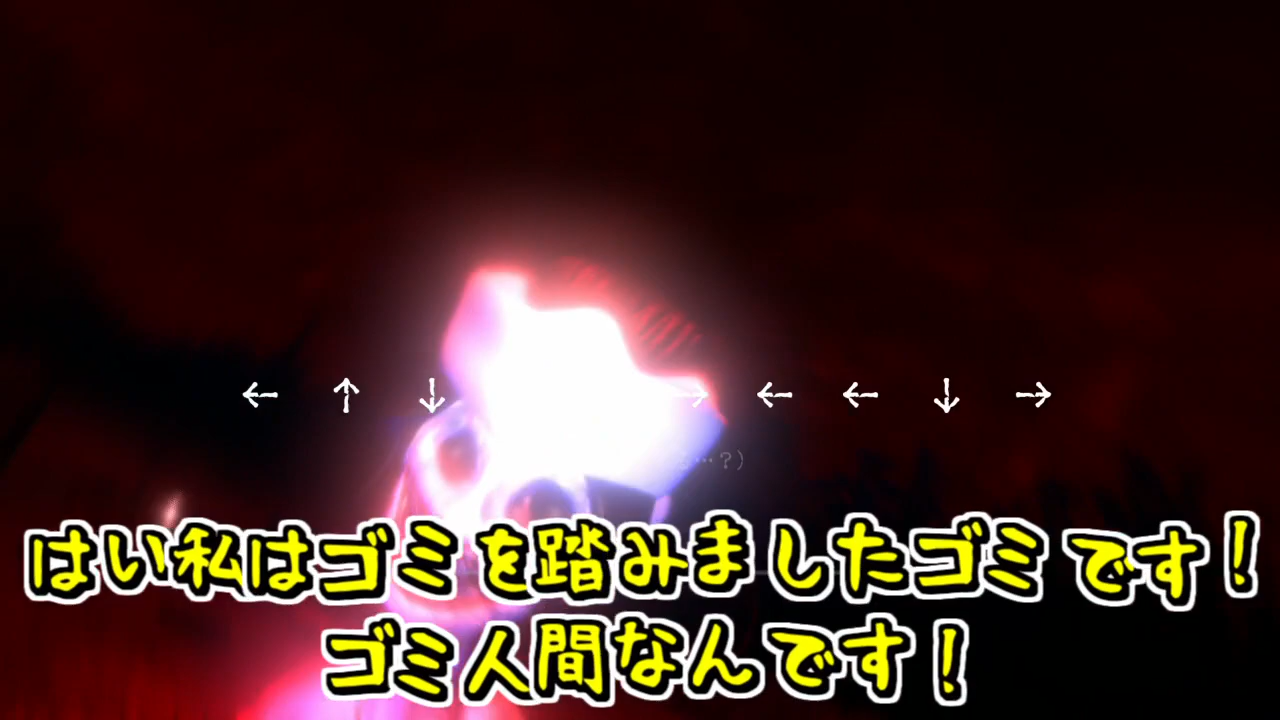 ← ↑ ↓ → ← ← ↓ →
…?)
はい私はゴミを踏みましたゴミです！
ゴミ人間なんです！